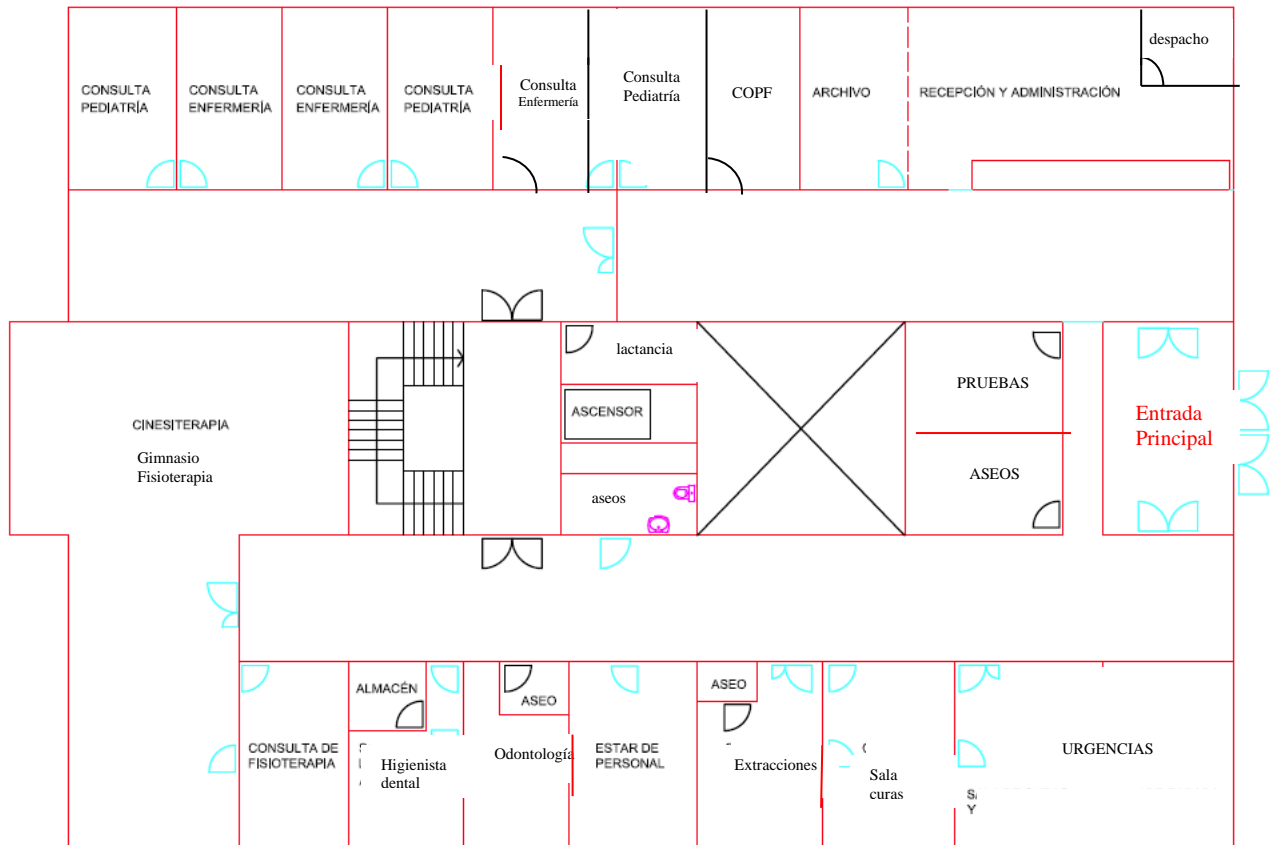 despacho
CONSULTA
PEDIATRÍA
CONSULTA
ENFERMERÍA
CONSULTA
ENFERMERÍA
CONSULTA
PEDIATRÍA
Consulta
Enfermería
Consulta
Pediatría
COPF
ARCHIVO
RECEPCIÓN Y ADMINISTRACIÓN
lactancia
PRUEBAS
ASCENSOR
Entrada
Principal
CINESITERAPIA
Gimnasio
Fisioterapia
ASEOS
aseos
ALMACÉN
ASEO
ASEO
CONSULTA DE
FISIOTERAPIA
Higienista
dental
Odontología
ESTAR DE
PERSONAL
Extracciones
Sala
curas
URGENCIAS
Y